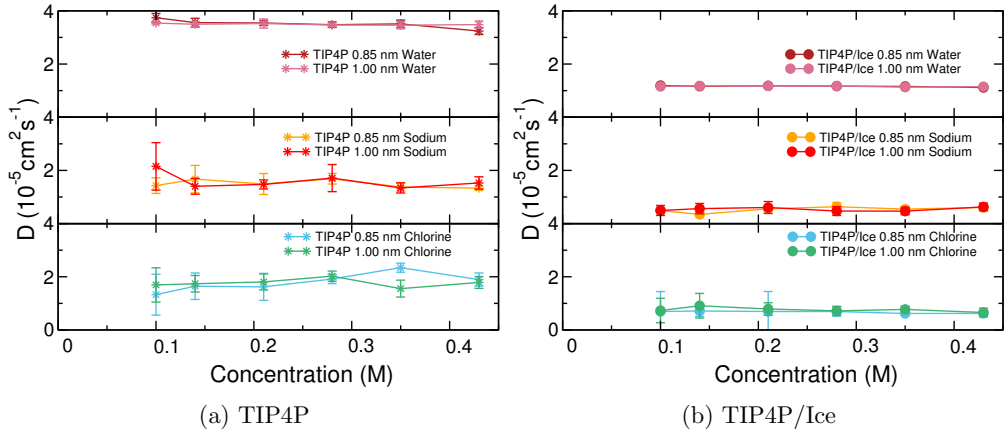 4
2
4
2
4
2
0
D (10⁻⁵cm²s⁻¹)
TIP4P 0.85 nm Water
TIP4P 1.00 nm Water
TIP4P 0.85 nm Sodium
TIP4P 1.00 nm Sodium
TIP4P 0.85 nm Chlorine
TIP4P 1.00 nm Chlorine
0 0.1 0.2 0.3 0.4
Concentration (M)
(a) TIP4P
4
2
4
2
4
2
0
D (10⁻⁵cm²s⁻¹)
TIP4P/Ice 0.85 nm Water
TIP4P/Ice 1.00 nm Water
TIP4P/Ice 0.85 nm Sodium
TIP4P/Ice 1.00 nm Sodium
TIP4P/Ice 0.85 nm Chlorine
TIP4P/Ice 1.00 nm Chlorine
0 0.1 0.2 0.3 0.4
Concentration (M)
(b) TIP4P/Ice